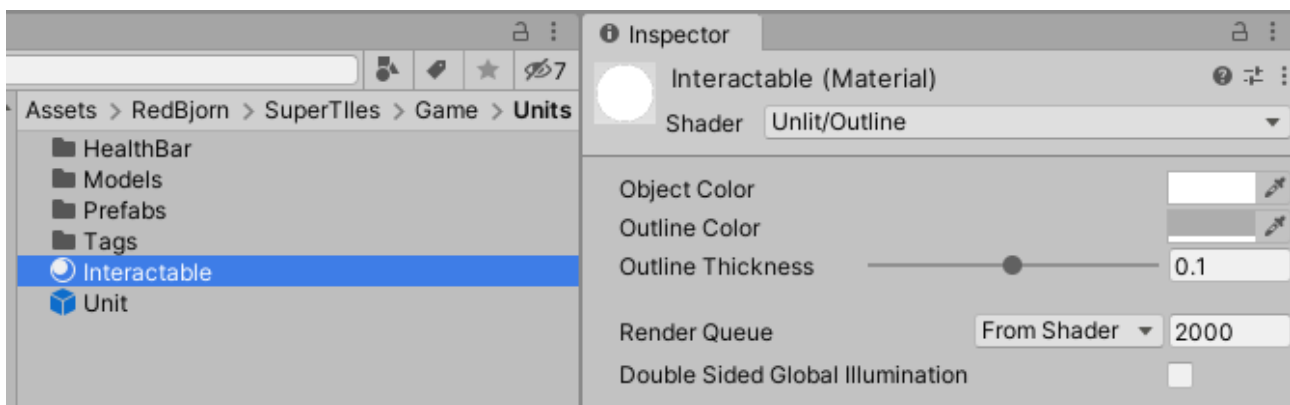 7
Assets > RedBjorn > SuperTIles > Game > Units
HealthBar
Models
Prefabs
Tags
Interactable
Unit
Inspector
Interactable (Material)
Shader Unlit/Outline
Object Color
Outline Color
Outline Thickness 0.1
Render Queue From Shader 2000
Double Sided Global Illumination